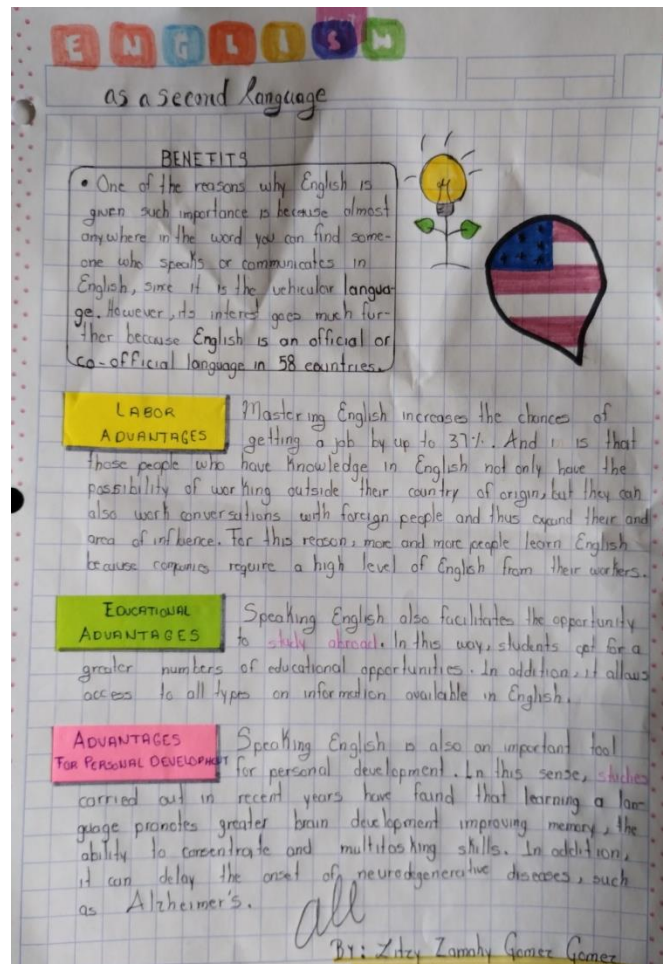 ENGLISH
as a second language
BENEFITS
• One of the reasons why English is
given such importance is because almost
anywhere in the word you can find some-
one who speaks or communicates in
English, since it is the vehicular langua-
ge. However, its interest goes much fur-
ther because English is an official or
co-official language in 58 countries.
LABOR
ADVANTAGES
Mastering English increases the chances of
getting a job by up to 37%. And is that
those people who have knowledge in English not only have the
possibility of working outside their country of origin, but they can
also work conversations with foreign people and thus expand their and
area of influence. For this reason, more and more people learn English
because companies require a high level of English from their workers.
EDUCATIONAL
ADVANTAGES
Speaking English also facilitates the opportunity
to study abroad. In this way, students opt for a
greater numbers of educational opportunities. In addition, it allows
access to all types on information available in English.
ADVANTAGES
FOR PERSONAL DEVELOPMENT
Speaking English is also an important tool
for personal development. In this sense, studies
carried out in recent years have found that learning a lan
guage promotes greater brain development improving memory, the
ability to concentrate and multitasking skills. In addition,
it can delay the onset of neurodigenerative diseases, such
as Alzheimer's.
all
By: Litzy Zamahy Gomez Gomez